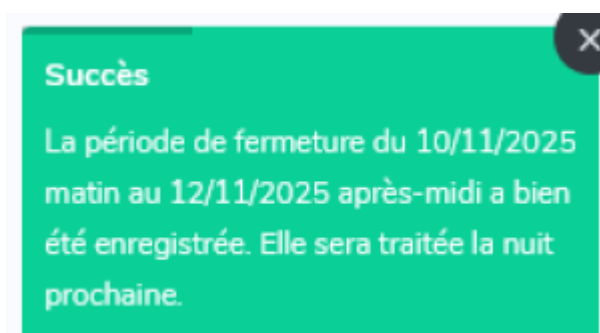 Succès
La période de fermeture du 10/11/2025
matin au 12/11/2025 après-midi a bien
été enregistrée. Elle sera traitée la nuit
prochaine.